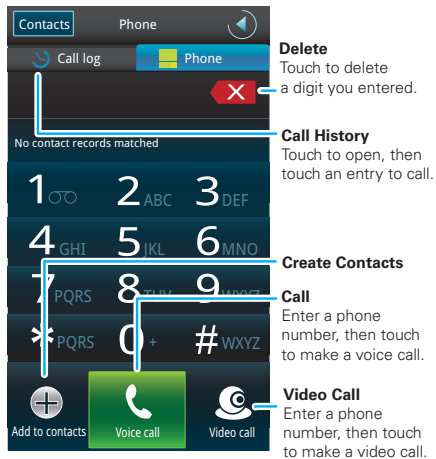 Contacts Phone
Call log Phone
No contact records matched
1 2 ABC 3 DEF
4 GHI 5 JKL 6 MNO
7 PQRS 8 TUV 9 WXYZ
* PQRS 0 + # WXYZ
Add to contacts Voice call Video call
Delete
Touch to delete
a digit you entered.
Call History
Touch to open, then
touch an entry to call.
Create Contacts
Call
Enter a phone
number, then touch
to make a voice call.
Video Call
Enter a phone
number, then touch
to make a video call.